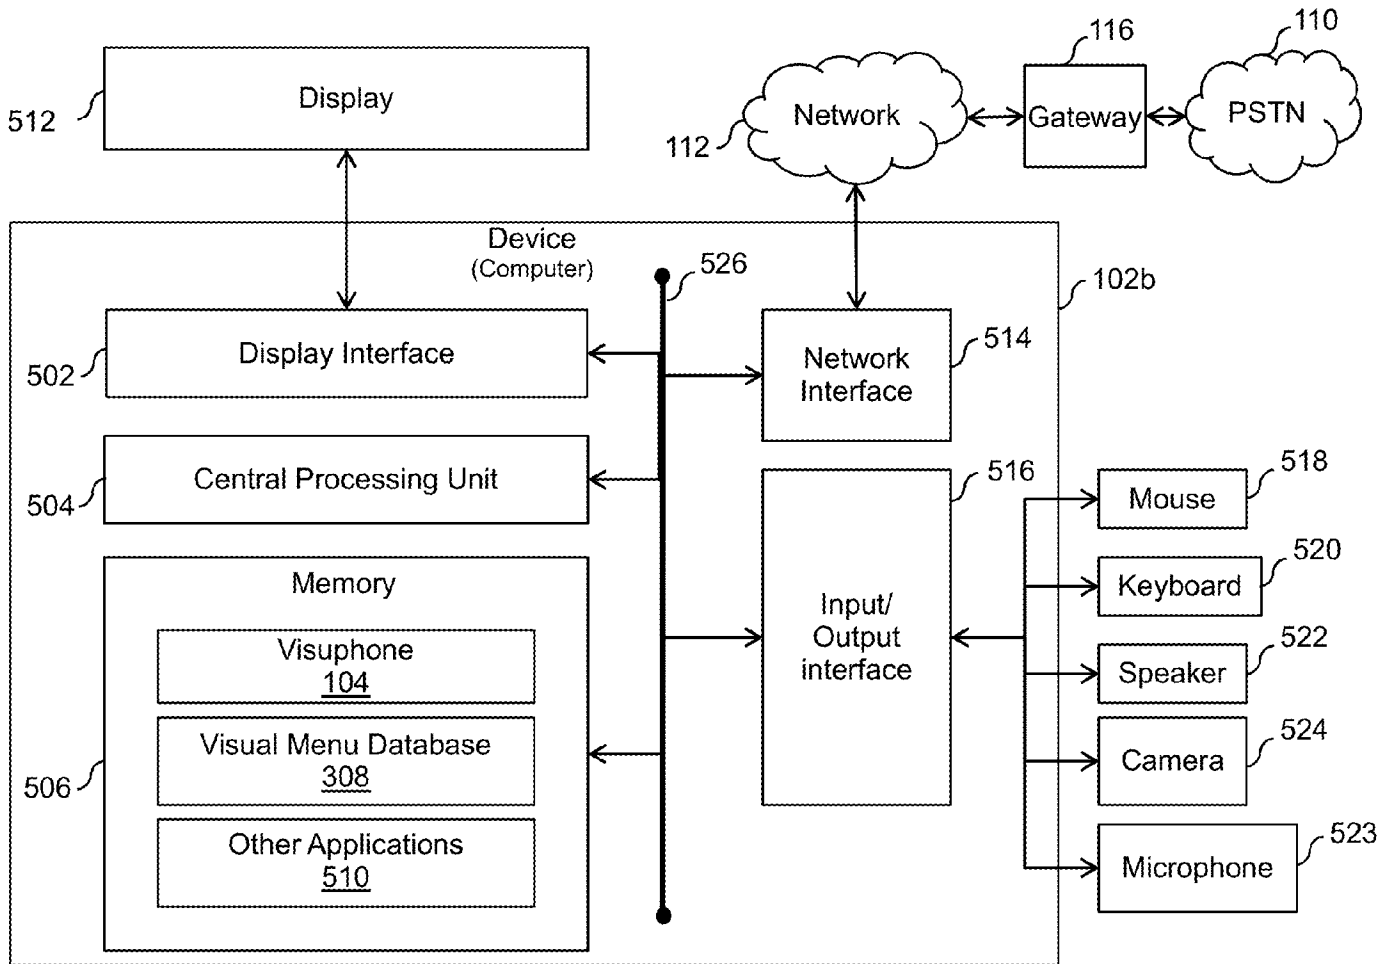 116
110
Display
512
Network
112
Gateway
PSTN
Device
(Computer)
526
102b
Display Interface
502
Network
Interface
514
Central Processing Unit
504
Input/
Output
interface
516
Mouse
518
Keyboard
520
Speaker
522
Camera
524
Microphone
523
Memory
506
Visuphone
104
Visual Menu Database
308
Other Applications
510